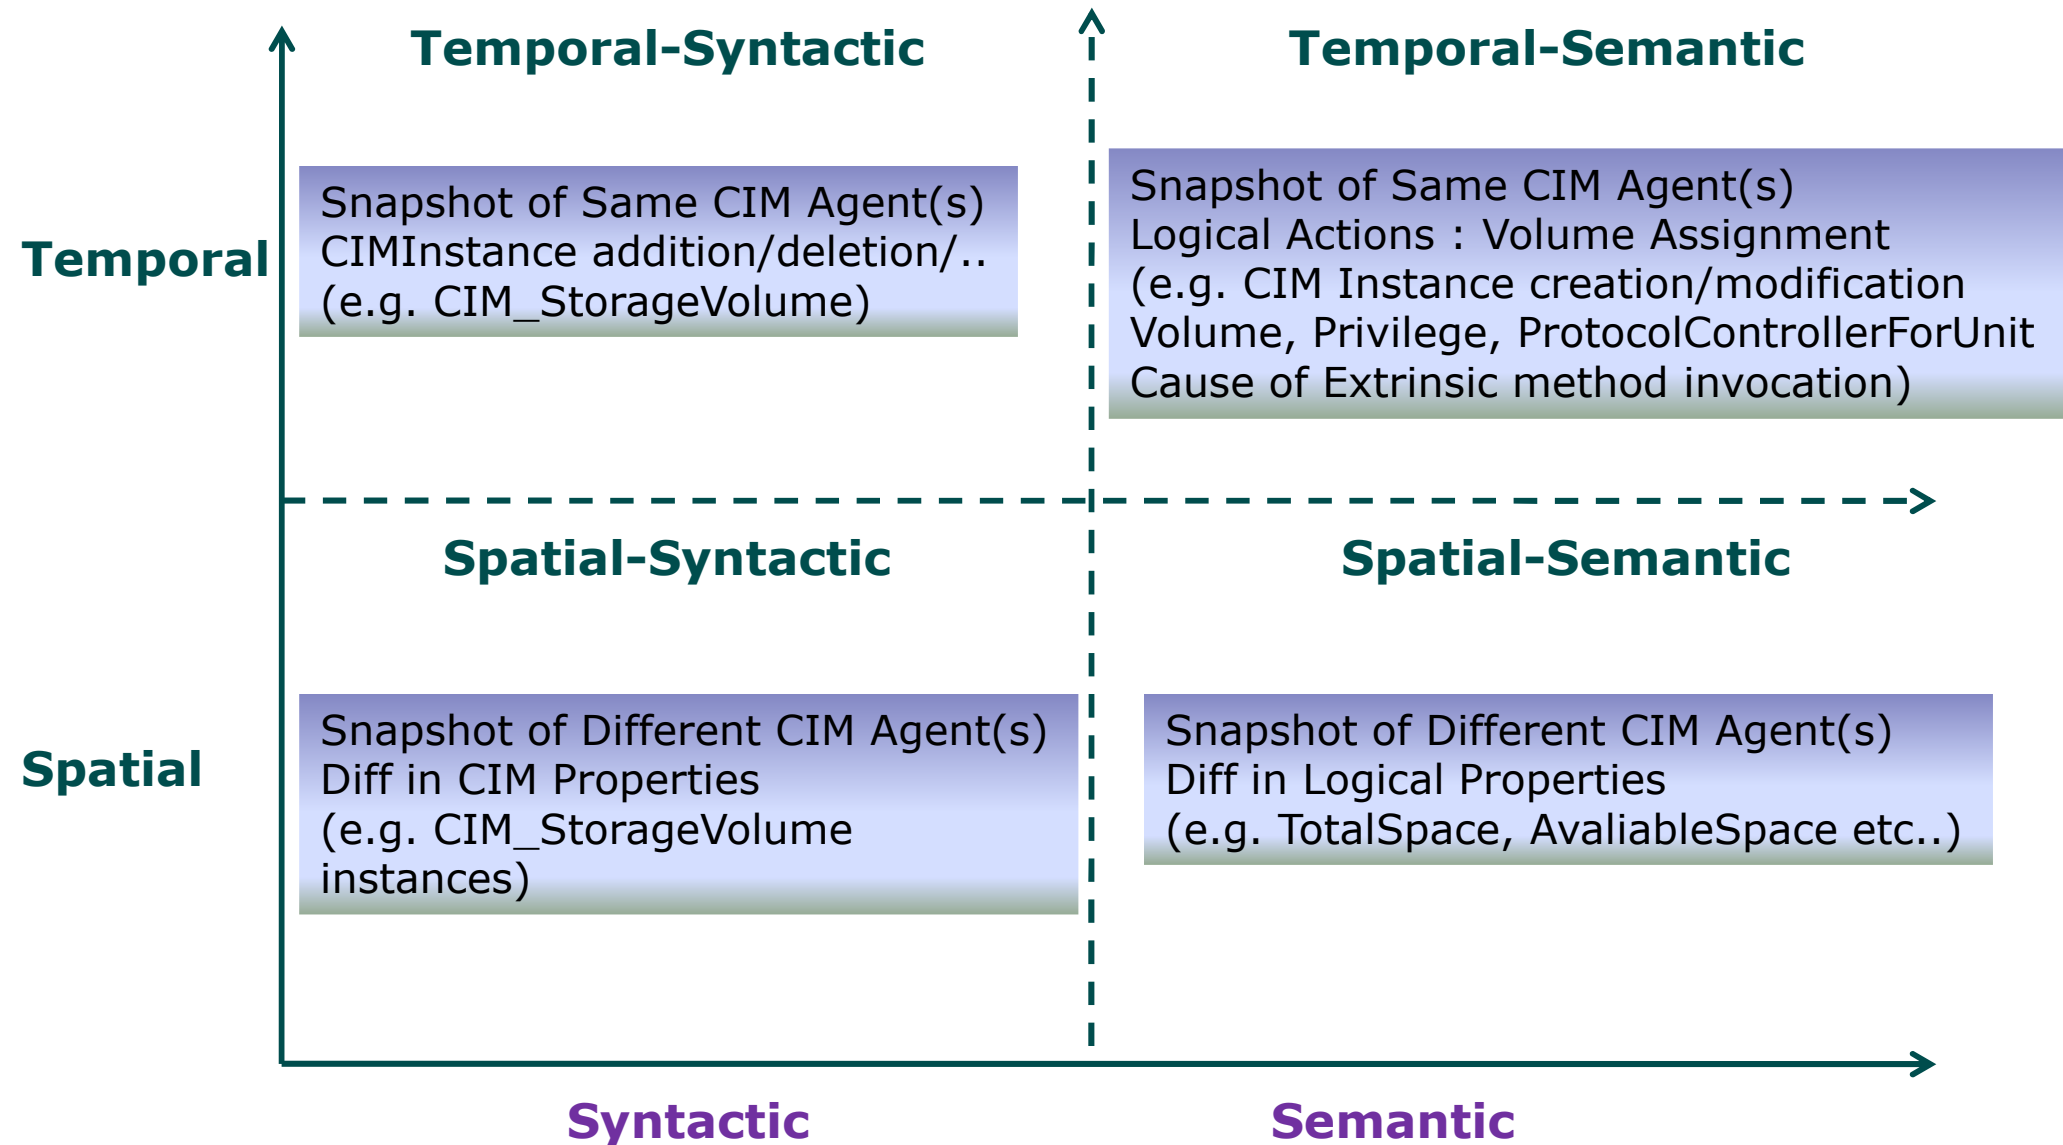 Temporal-Syntactic
Temporal-Semantic
Temporal
Snapshot of Same CIM Agent(s)
CIMInstance addition/deletion/..
(e.g. CIM_StorageVolume)
Snapshot of Same CIM Agent(s)
Logical Actions : Volume Assignment
(e.g. CIM Instance creation/modification
Volume, Privilege, ProtocolControllerForUnit
Cause of Extrinsic method invocation)
Spatial-Syntactic
Spatial-Semantic
Spatial
Snapshot of Different CIM Agent(s)
Diff in CIM Properties
(e.g. CIM_StorageVolume
instances)
Snapshot of Different CIM Agent(s)
Diff in Logical Properties
(e.g. TotalSpace, AvaliableSpace etc..)
Syntactic
Semantic